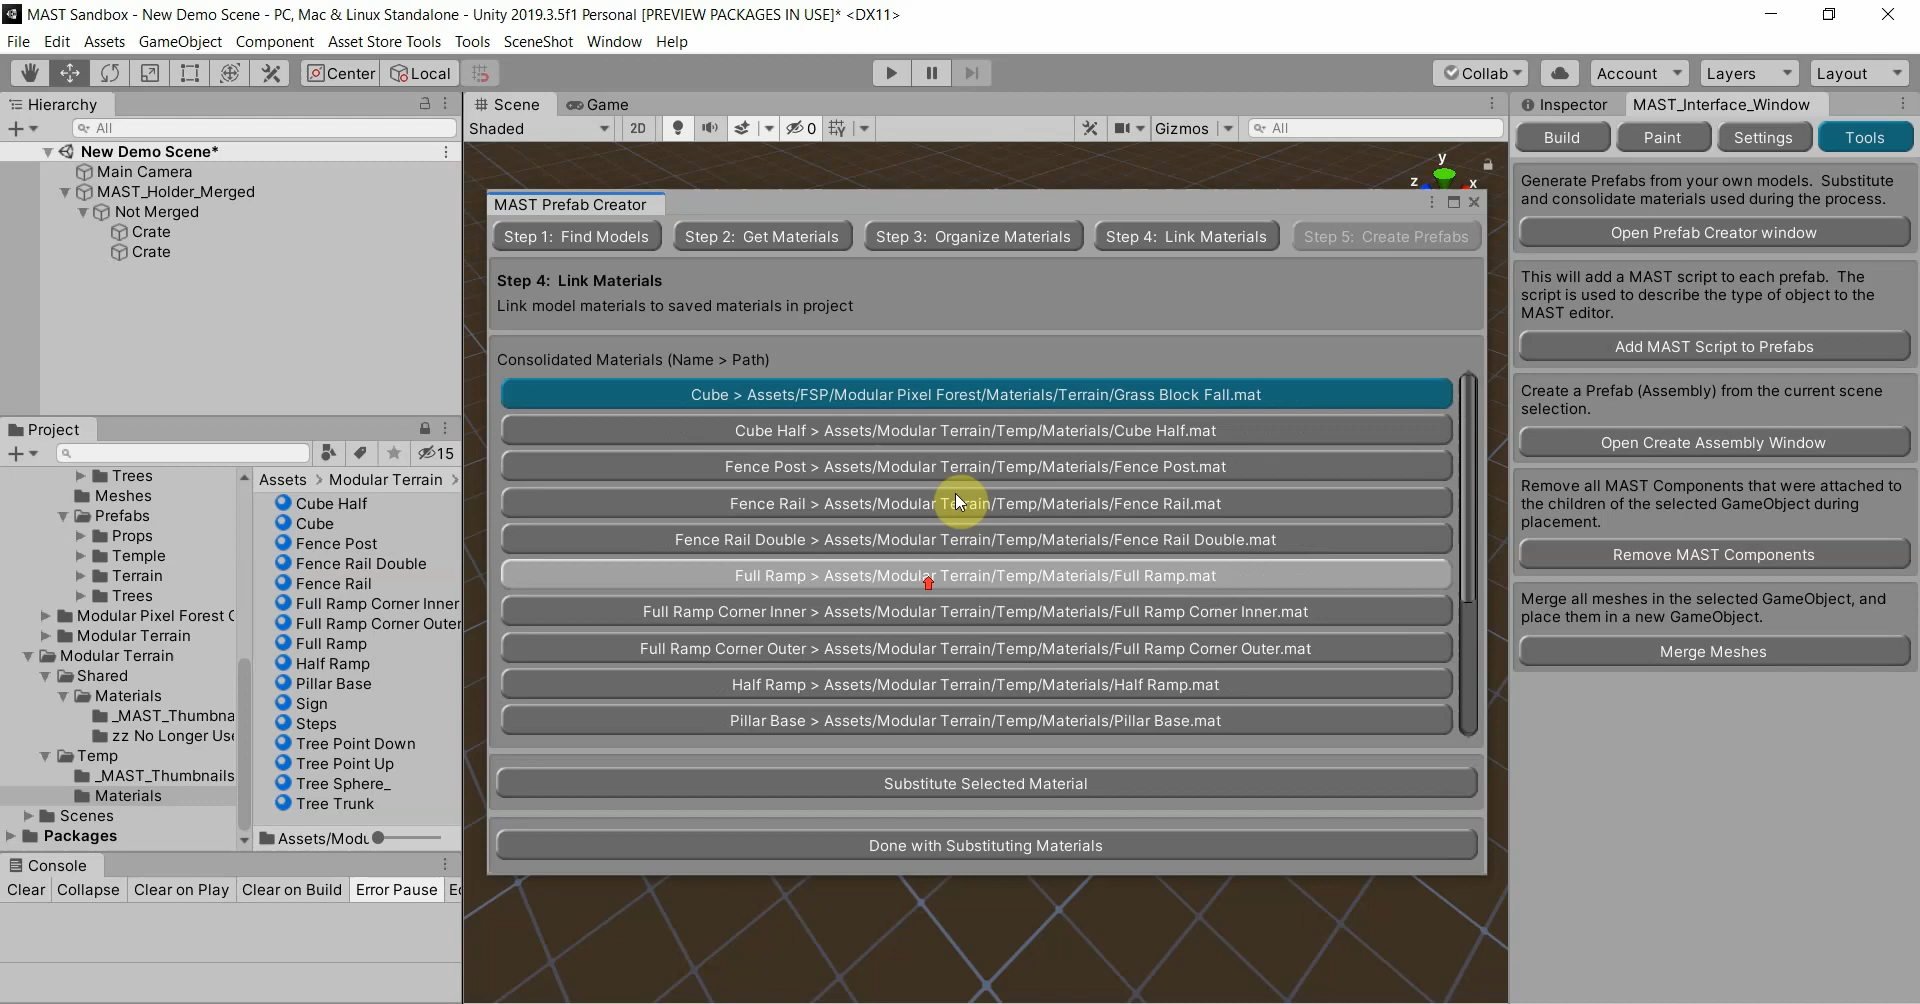 MAST Sandbox - New Demo Scene - PC, Mac & Linux Standalone - Unity 2019.3.5f1 Personal [PREVIEW PACKAGES IN USE]* <DX11>
File Edit Assets GameObject Component Asset Store Tools Tools SceneShot Window Help
Center Local Collab Account Layers Layout
Hierarchy
All
New Demo Scene*
Main Camera
MAST_Holder_Merged
Not Merged
Crate
Crate
Project
15
Trees
Meshes
Prefabs
Props
Temple
Terrain
Trees
Modular Pixel Forest
Modular Terrain
Modular Terrain
Shared
Materials
_MAST_Thumbna
zz No Longer Us
Temp
_MAST_Thumbnails
Materials
Scenes
Packages
Assets > Modular Terrain >
Cube Half
Cube
Fence Post
Fence Rail Double
Fence Rail
Full Ramp Corner Inner
Full Ramp Corner Outer
Full Ramp
Half Ramp
Pillar Base
Sign
Steps
Tree Point Down
Tree Point Up
Tree Sphere_
Tree Trunk
Assets/Modu
Console
Clear Collapse Clear on Play Clear on Build Error Pause
Scene Game
Shaded 2D 0 Gizmos All
y
z x
MAST Prefab Creator
Step 1: Find Models Step 2: Get Materials Step 3: Organize Materials Step 4: Link Materials Step 5: Create Prefabs
Step 4: Link Materials
Link model materials to saved materials in project
Consolidated Materials (Name > Path)
Cube > Assets/FSP/Modular Pixel Forest/Materials/Terrain/Grass Block Fall.mat
Cube Half > Assets/Modular Terrain/Temp/Materials/Cube Half.mat
Fence Post > Assets/Modular Terrain/Temp/Materials/Fence Post.mat
Fence Rail > Assets/Modular Terrain/Temp/Materials/Fence Rail.mat
Fence Rail Double > Assets/Modular Terrain/Temp/Materials/Fence Rail Double.mat
Full Ramp > Assets/Modular Terrain/Temp/Materials/Full Ramp.mat
Full Ramp Corner Inner > Assets/Modular Terrain/Temp/Materials/Full Ramp Corner Inner.mat
Full Ramp Corner Outer > Assets/Modular Terrain/Temp/Materials/Full Ramp Corner Outer.mat
Half Ramp > Assets/Modular Terrain/Temp/Materials/Half Ramp.mat
Pillar Base > Assets/Modular Terrain/Temp/Materials/Pillar Base.mat
Substitute Selected Material
Done with Substituting Materials
Inspector MAST_Interface_Window
Build Paint Settings Tools
Generate Prefabs from your own models. Substitute
and consolidate materials used during the process.
Open Prefab Creator window
This will add a MAST script to each prefab. The
script is used to describe the type of object to the
MAST editor.
Add MAST Script to Prefabs
Create a Prefab (Assembly) from the current scene
selection.
Open Create Assembly Window
Remove all MAST Components that were attached to
the children of the selected GameObject during
placement.
Remove MAST Components
Merge all meshes in the selected GameObject, and
place them in a new GameObject.
Merge Meshes